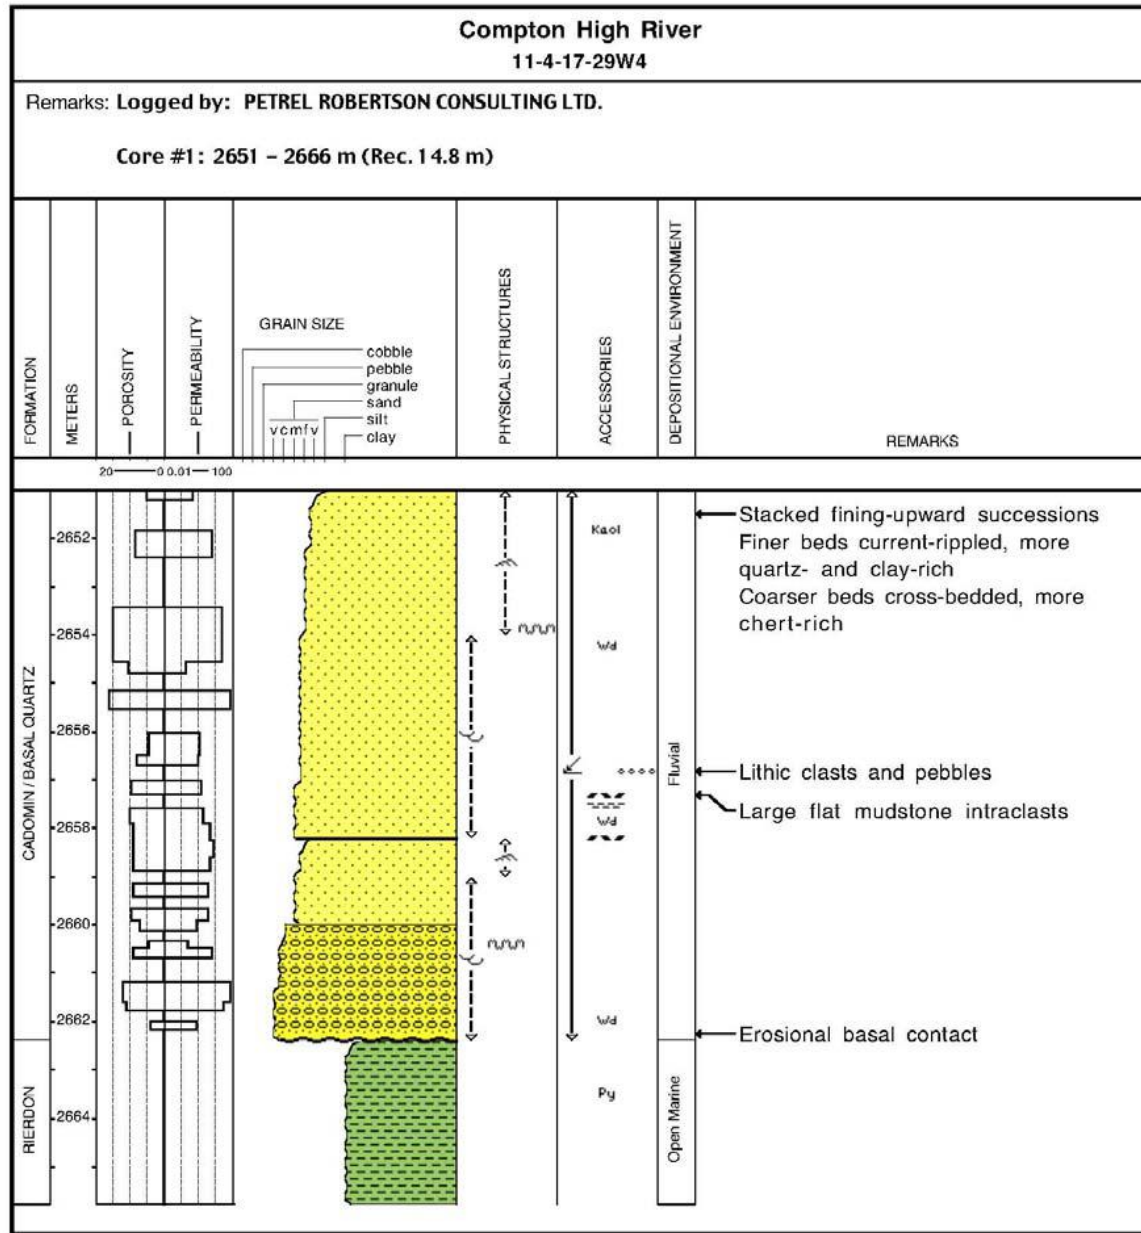 Compton High River
11-4-17-29W4
Remarks: Logged by: PETREL ROBERTSON CONSULTING LTD.
Core #1: 2651 – 2666 m (Rec. 14.8 m)
FORMATION
METERS
POROSITY
PERMEABILITY
GRAIN SIZE
cobble
pebble
granule
sand
silt
clay
vcmfv
PHYSICAL STRUCTURES
ACCESSORIES
DEPOSITIONAL ENVIRONMENT
REMARKS
20 0 0.01 100
CADOMIN / BASAL QUARTZ
RIERDON
2652
2654
2656
2658
2660
2662
2664
Kaol
Wd
Wd
Wd
Py
Fluvial
Open Marine
Stacked fining-upward successions
Finer beds current-rippled, more
quartz- and clay-rich
Coarser beds cross-bedded, more
chert-rich
Lithic clasts and pebbles
Large flat mudstone intraclasts
Erosional basal contact